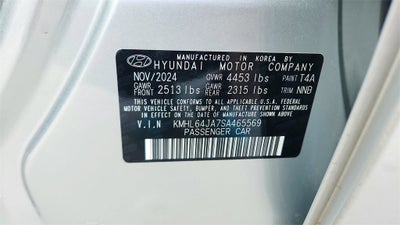 MANUFACTURED IN KOREA BY
HYUNDAI MOTOR COMPANY
NOV/2024 GVWR 4453 lbs PAINT T4A
GAWR FRONT 2513 lbs GAWR REAR 2315 lbs TRIM NNB
THIS VEHICLE CONFORMS TO ALL APPLICABLE U.S.A. FEDERAL
MOTOR VEHICLE SAFETY, BUMPER, AND THEFT PREVENTION STANDARDS
IN EFFECT ON THE DATE OF MANUFACTURE SHOWN ABOVE.
V.I.N KMHL64JA7SA465569
PASSENGER CAR